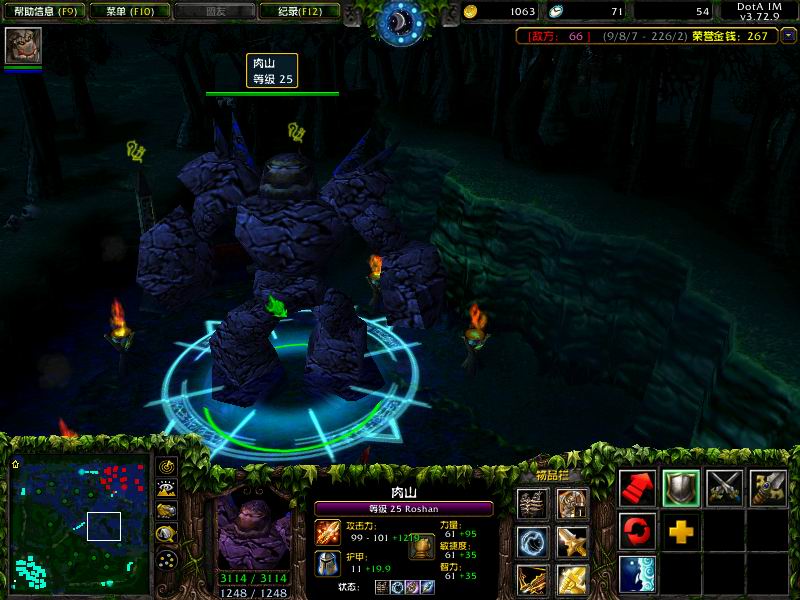 帮助信息 (F9)
菜单 (F10)
盟友
纪录(F12)
1063
71
54
DotA IM
v3.72.9
[敌方: 66 ] (9/8/7 - 226/2) 荣誉金钱: 267
肉山
等级 25
物品栏
肉山
等级 25 Roshan
攻击力:
99 - 101 +1219
护甲:
11 +19.9
力量:
61 +95
敏捷度:
61 +35
智力:
61 +35
状态:
3114 / 3114
1248 / 1248